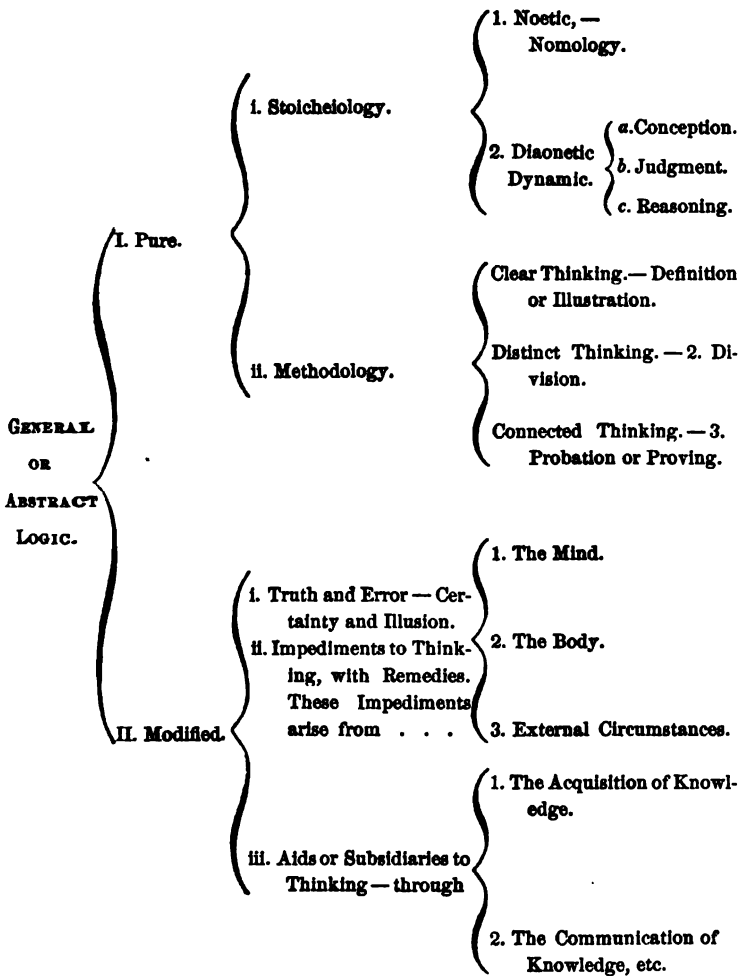 1. Noetic, —
Nomology.
i. Stoicheiology.
2. Diaonetic
Dynamic.
a. Conception.
b. Judgment.
c. Reasoning.
I. Pure.
Clear Thinking.— Definition
or Illustration.
ii. Methodology.
Distinct Thinking. — 2. Di-
vision.
Connected Thinking. — 3.
Probation or Proving.
GENERAL
OR
ABSTRACT
LOGIC.
i. Truth and Error — Cer-
tainty and Illusion.
ii. Impediments to Think-
ing, with Remedies.
These Impediments
arise from . . .
1. The Mind.
2. The Body.
3. External Circumstances.
II. Modified.
iii. Aids or Subsidiaries to
Thinking — through
1. The Acquisition of Knowl-
edge.
2. The Communication of
Knowledge, etc.